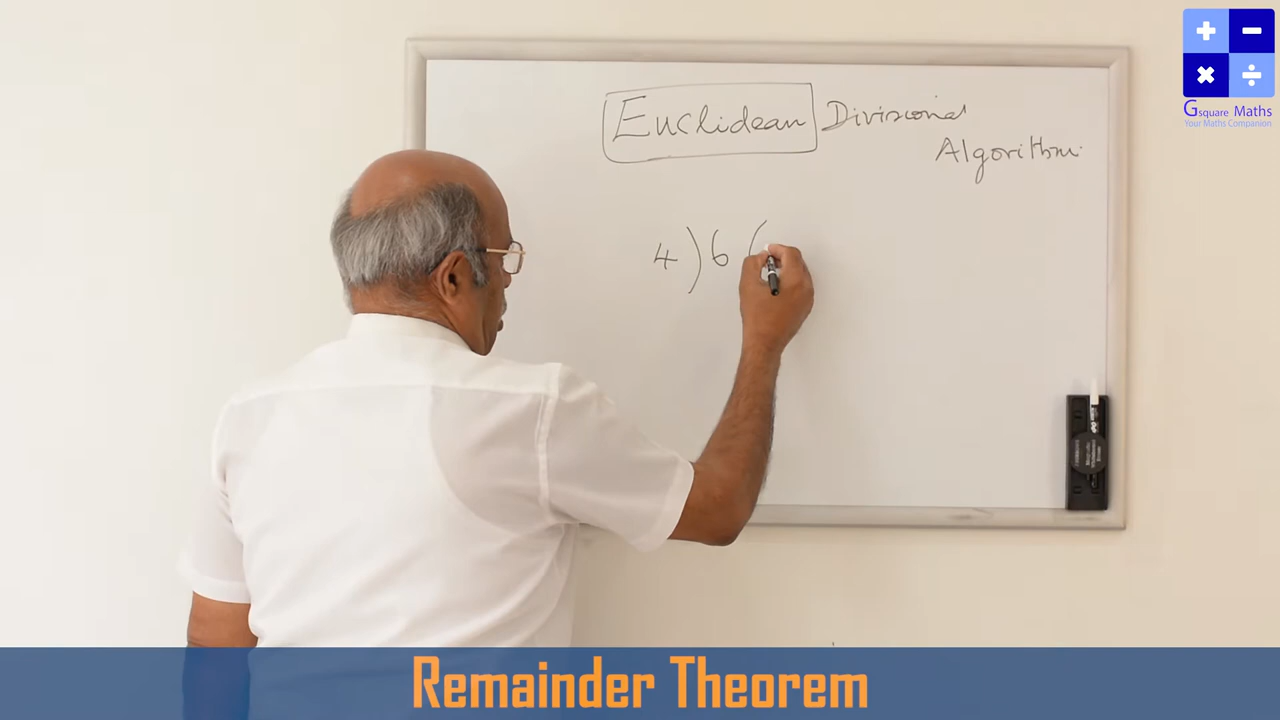 Euclidean Divisional
Algorithm
4 ) 6 (
+ −
× ÷
Gsquare Maths
Your Maths Companion
Remainder Theorem